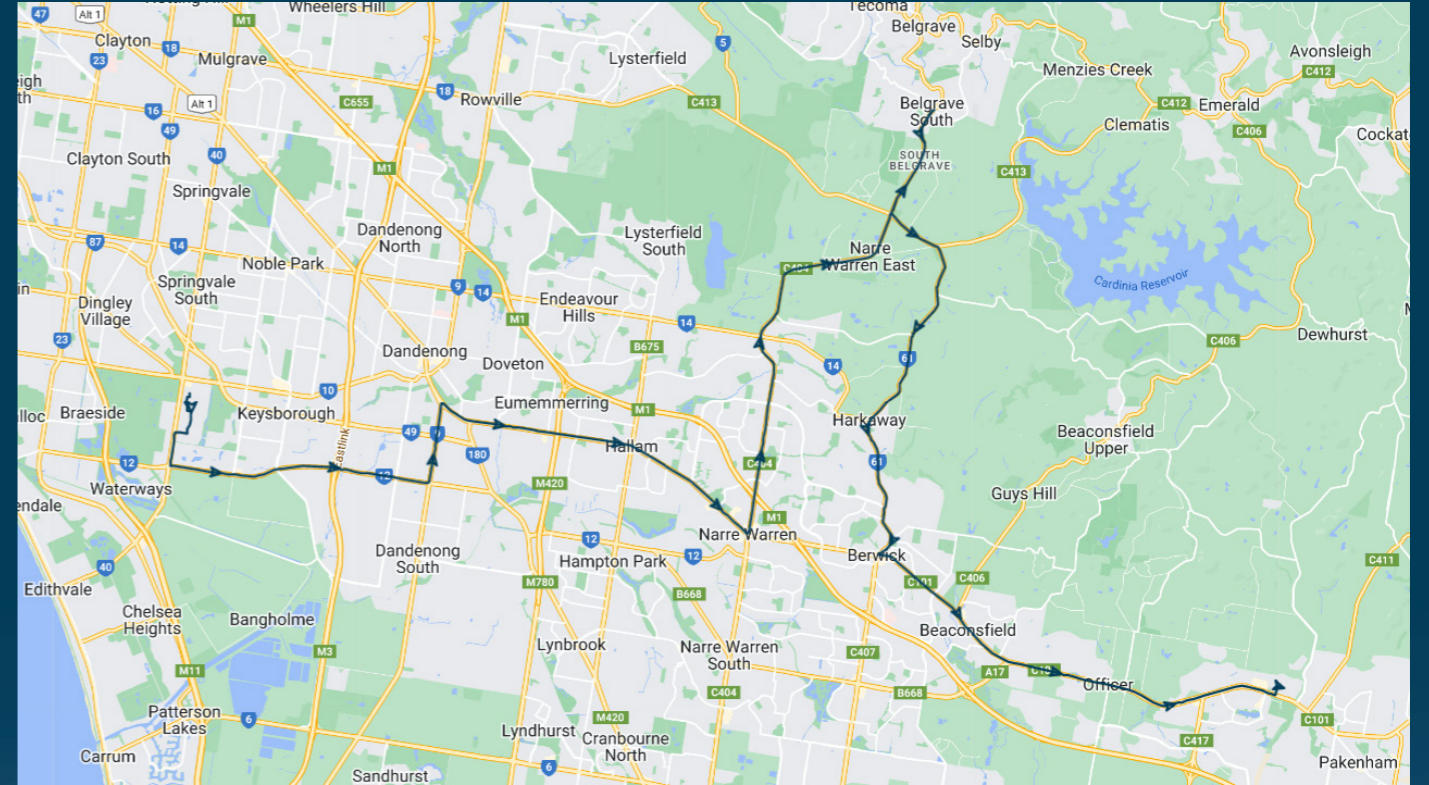 47
Alt 1
M1
Wheelers Hill
Tecoma
Belgrave
Selby
Clayton
18
23
Mulgrave
Lysterfield
5
Menzies Creek
Avonsleigh
C412
16
Alt 1
C655
18
Rowville
C413
Belgrave
South
C412
Emerald
49
Clematis
C406
Cockat
Clayton South
40
M1
SOUTH
BELGRAVE
C413
Springvale
87
14
Dandenong
North
Lysterfield
South
Narre
Warren East
Noble Park
Springvale
South
9
14
Cardinia Reservoir
Dingley
Village
Endeavour
Hills
M1
14
23
B675
C406
Dewhurst
Dandenong
Doveton
14
61
10
Eumemmerring
M1
Braeside
Keysborough
Harkaway
49
9
Beaconsfield
Upper
Eastlink
180
Hallam
12
12
C404
61
Waterways
M420
Guys Hill
M1
Narre Warren
12
12
Berwick
Dandenong
South
Hampton Park
C411
40
Edithvale
M780
C101
C406
B668
Chelsea
Heights
Bangholme
Beaconsfield
Lynbrook
Narre Warren
South
C407
M3
M11
A17
Officer
C404
B668
Patterson
Lakes
6
M420
C101
Lyndhurst
Cranbourne
North
C417
Carrum
6
Pakenham
Sandhurst